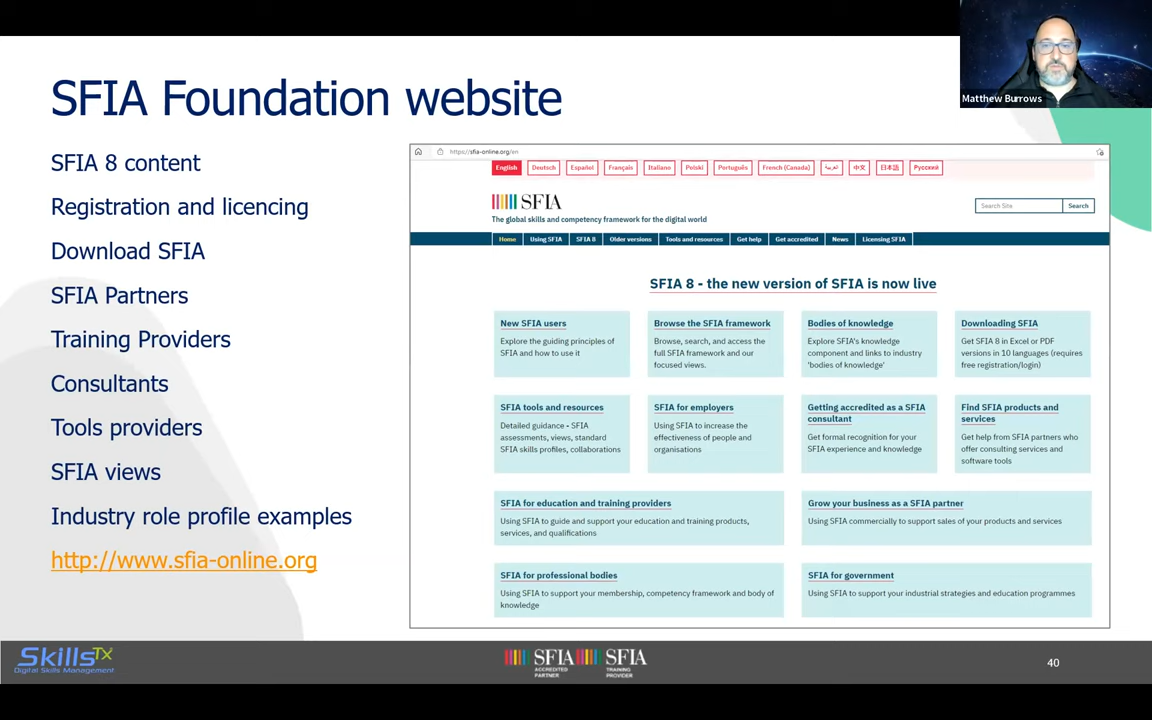 Matthew Burrows
SFIA Foundation website
SFIA 8 content
Registration and licencing
Download SFIA
SFIA Partners
Training Providers
Consultants
Tools providers
SFIA views
Industry role profile examples
http://www.sfia-online.org
https://sfia-online.org/en
English Deutsch Español Français Italiano Polski Português French (Canada) العربية 中文 日本語 Русский
SFIA
The global skills and competency framework for the digital world
Search Site Search
Home Using SFIA SFIA 8 Older versions Tools and resources Get help Get accredited News Licensing SFIA
SFIA 8 - the new version of SFIA is now live
New SFIA users
Explore the guiding principles of
SFIA and how to use it
Browse the SFIA framework
Browse, search, and access the
full SFIA framework and our
focused views.
Bodies of knowledge
Explore SFIA's knowledge
component and links to industry
'bodies of knowledge'
Downloading SFIA
Get SFIA 8 in Excel or PDF
versions in 10 languages (requires
free registration/login)
SFIA tools and resources
Detailed guidance - SFIA
assessments, views, standard
SFIA skills profiles, collaborations
SFIA for employers
Using SFIA to increase the
effectiveness of people and
organisations
Getting accredited as a SFIA
consultant
Get formal recognition for your
SFIA experience and knowledge
Find SFIA products and
services
Get help from SFIA partners who
offer consulting services and
software tools
SFIA for education and training providers
Using SFIA to guide and support your education and training products,
services, and qualifications
Grow your business as a SFIA partner
Using SFIA commercially to support sales of your products and services
SFIA for professional bodies
Using SFIA to support your membership, competency framework and body of
knowledge
SFIA for government
Using SFIA to support your industrial strategies and education programmes
SkillsTX
Digital Skills Management
SFIA
ACCREDITED
PARTNER
SFIA
TRAINING
PROVIDER
40